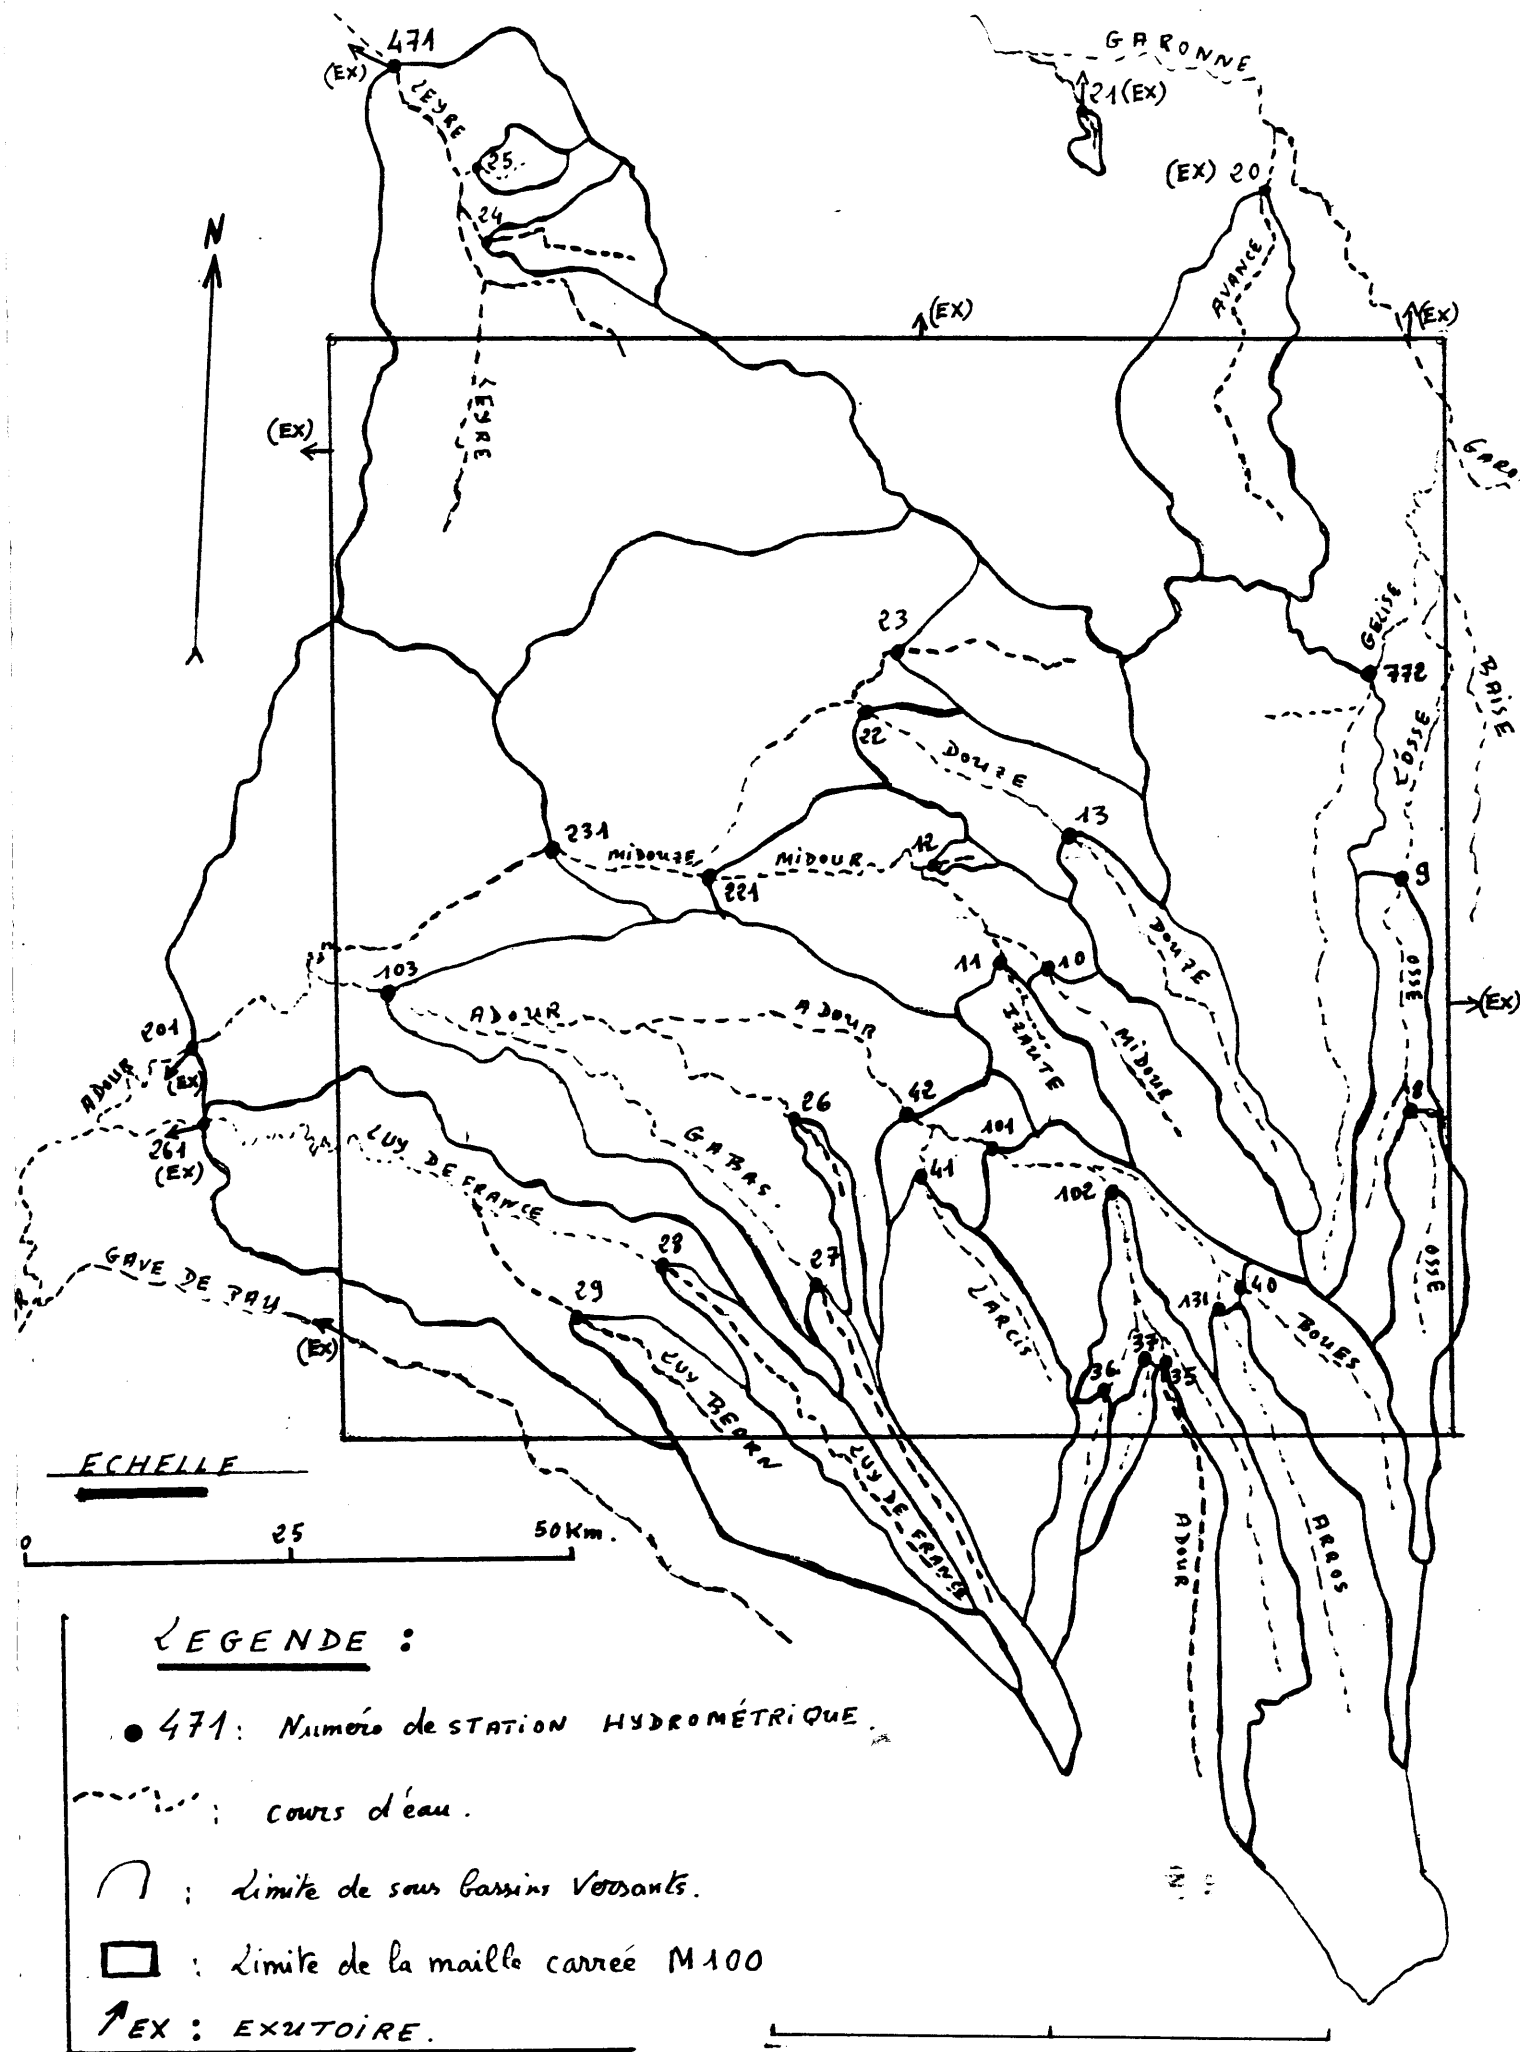 471
(EX)
LEYRE
GARONNE
21 (EX)
25
(EX) 20
24
N
AVANCE
(EX)
(EX)
LEYRE
(EX)
GARO
23
GELISE
772
BAISE
22
DOUZE
L'OSSE
13
231
MIDOUZE
MIDOUR
12
221
9
DOUZE
103
11
10
OSSE
(EX)
ADOUR
ADOUR
IZAUTE
MIDOUR
201
ADOUR
(EX)
8
261
(EX)
LUY DE FRANCE
26
42
101
GABAS
41
102
GAVE DE PAU
28
27
40
131
OSSE
29
LARCIS
BOUES
(EX)
37
36
35
LUY BEARN
ECHELLE
LUY DE FRANCE
ADOUR
ARROS
0 25 50 Km.
LEGENDE :
471 : Numéro de STATION HYDROMÉTRIQUE.
: cours d'éau.
: Limite de sous bassins Versants.
: Limite de la maille carréé M100
EX : EXUTOIRE.